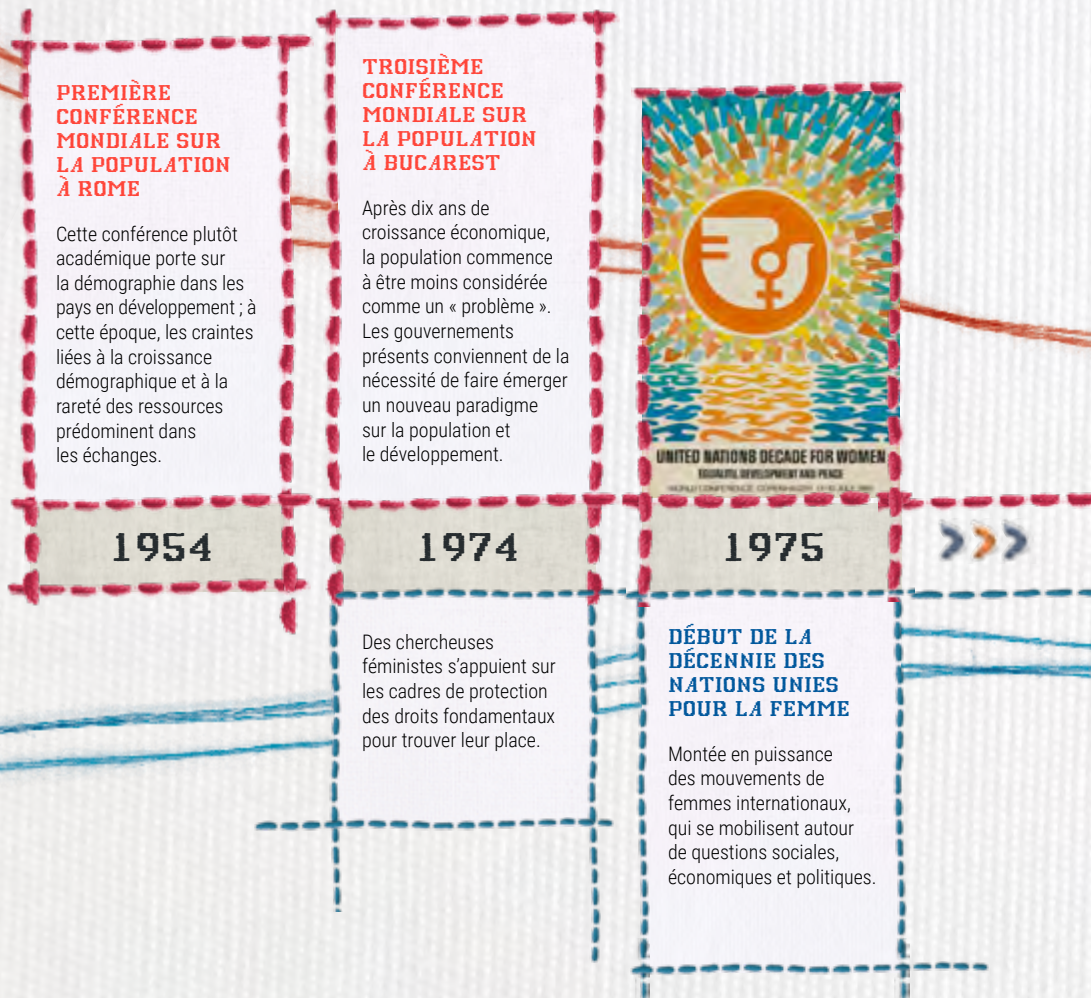 PREMIÈRE
CONFÉRENCE
MONDIALE SUR
LA POPULATION
À ROME
Cette conférence plutôt
académique porte sur
la démographie dans les
pays en développement ; à
cette époque, les craintes
liées à la croissance
démographique et à la
rareté des ressources
prédominent dans
les échanges.
1954
TROISIÈME
CONFÉRENCE
MONDIALE SUR
LA POPULATION
À BUCAREST
Après dix ans de
croissance économique,
la population commence
à être moins considérée
comme un « problème ».
Les gouvernements
présents conviennent de la
nécessité de faire émerger
un nouveau paradigme
sur la population et
le développement.
1974
Des chercheuses
féministes s’appuient sur
les cadres de protection
des droits fondamentaux
pour trouver leur place.
UNITED NATIONS DECADE FOR WOMEN
EQUALITY, DEVELOPMENT AND PEACE
WORLD CONFERENCE COPENHAGEN JULY 1980
1975
DÉBUT DE LA
DÉCENNIE DES
NATIONS UNIES
POUR LA FEMME
Montée en puissance
des mouvements de
femmes internationaux,
qui se mobilisent autour
de questions sociales,
économiques et politiques.